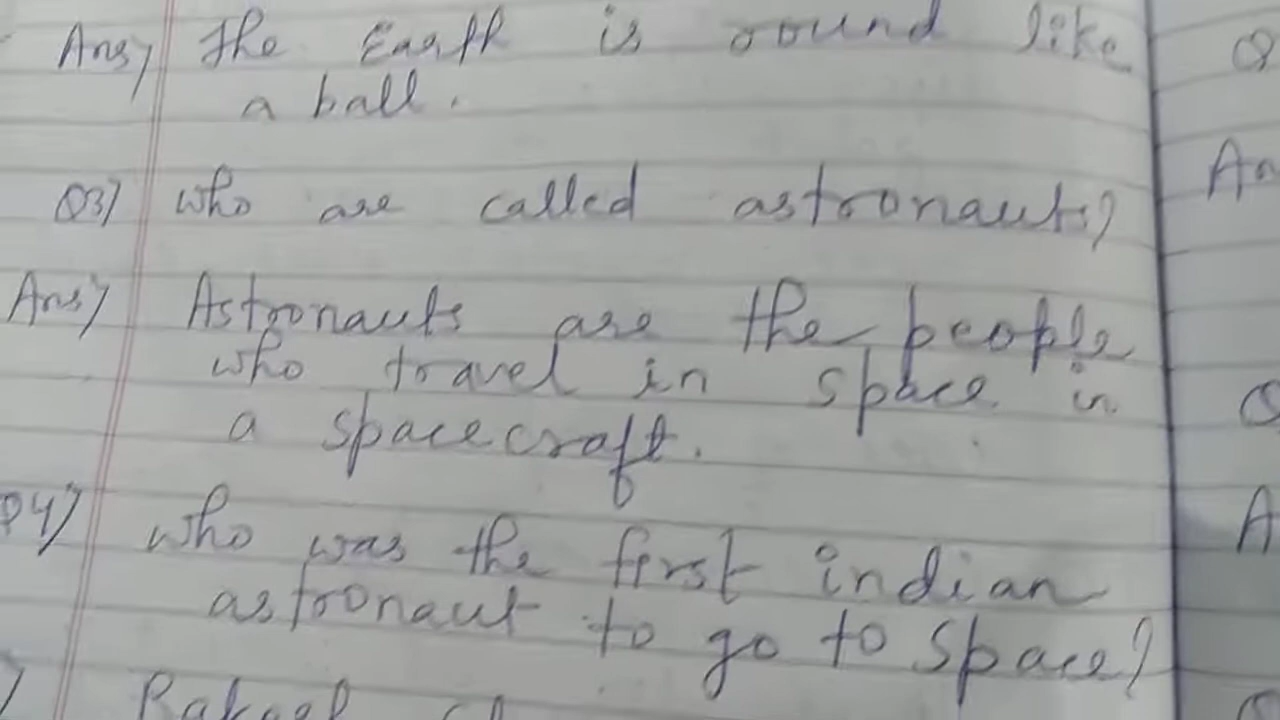 Ans) The Earth is round like
a ball.
Q3) Who are called astronaut?
Ans) Astronauts are the people
who travel in space in
a spacecraft.
Q4) Who was the first indian
astronaut to go to space?